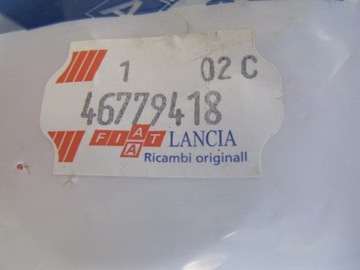 1 02 C
46779418
FIAT LANCIA
Ricambi originali